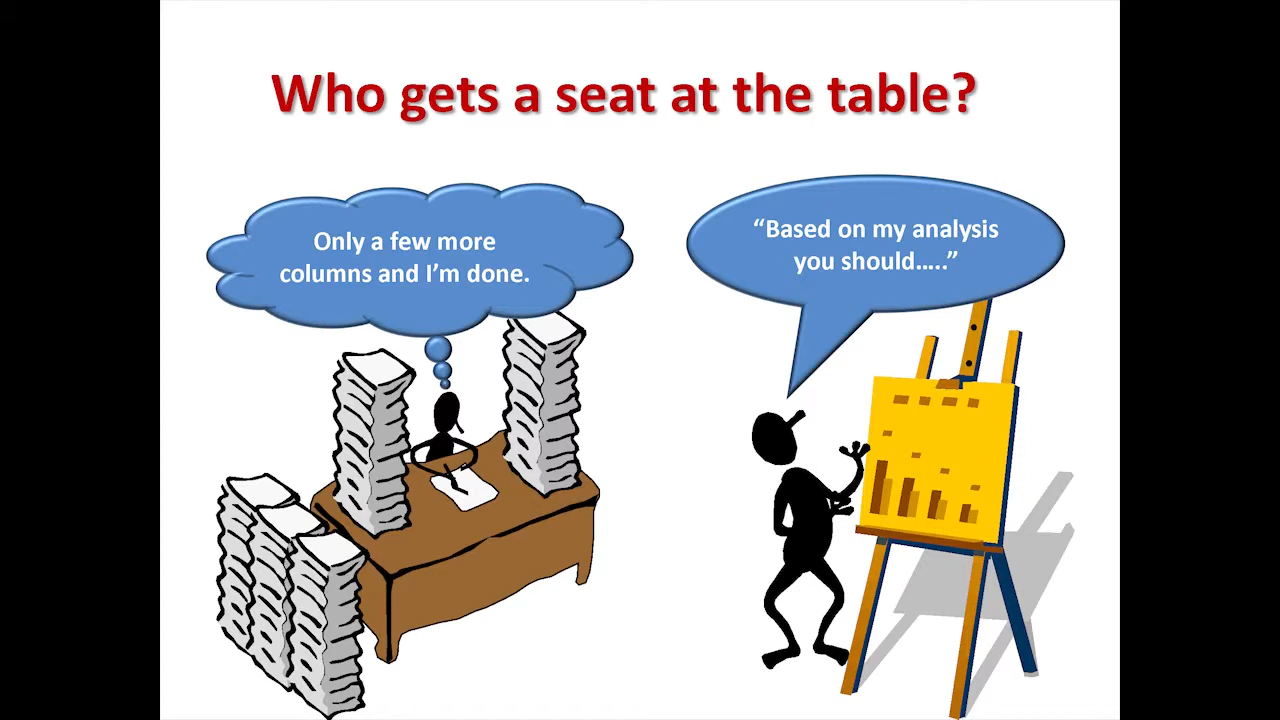 Who gets a seat at the table?
Only a few more
columns and I’m done.
“Based on my analysis
you should…..”